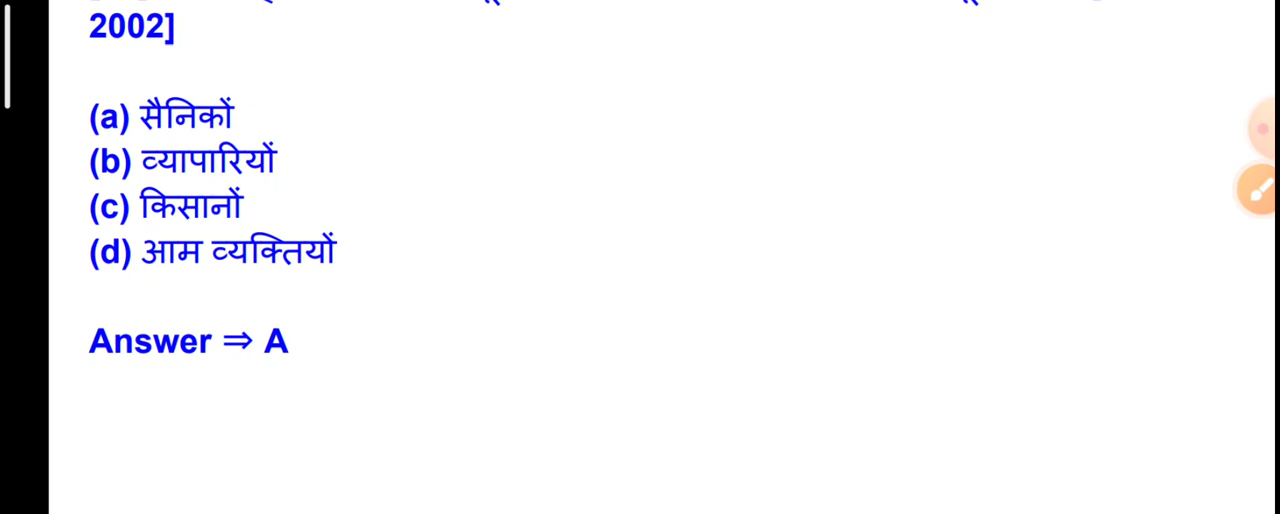 2002]
(a) सैनिकों
(b) व्यापारियों
(c) किसानों
(d) आम व्यक्तियों
Answer ⇒ A